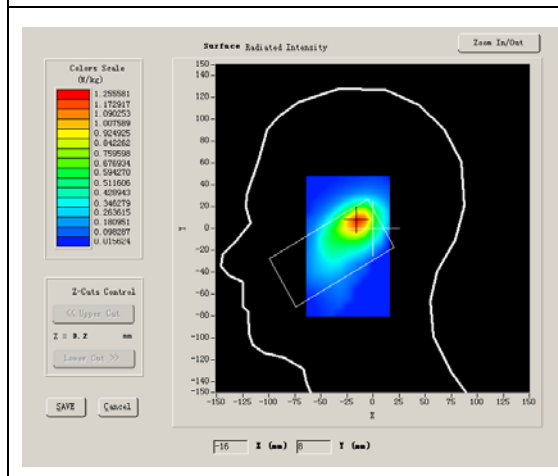 Surface Radiated Intensity
Zoom In/Out
Colors Scale
(W/kg)
1.255581
1.172917
1.090253
1.007589
0.924925
0.842262
0.759598
0.676934
0.594270
0.511606
0.428943
0.346279
0.263615
0.180951
0.098287
0.015624
150
140
120
100
80
60
40
20
0
-20
-40
-60
-80
-100
-120
-140
-150
Y
-150 -125 -100 -75 -50 -25 0 25 50 75 100 125 150
X
Z-Cuts Control
<< Upper Cut
Z = 0.2 mm
Lower Cut >>
SAVE Cancel
-16 X (mm) 8 Y (mm)